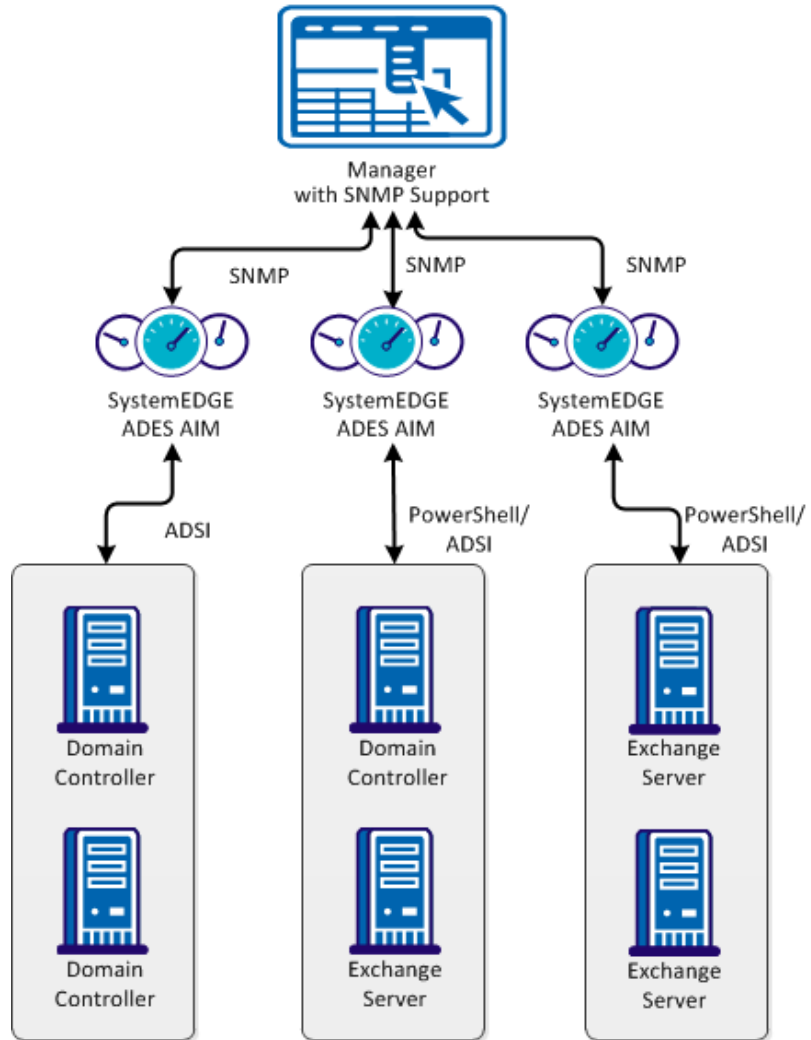 Manager
with SNMP Support
SNMP
SNMP
SNMP
SystemEDGE
ADES AIM
SystemEDGE
ADES AIM
SystemEDGE
ADES AIM
ADSI
PowerShell/
ADSI
PowerShell/
ADSI
Domain
Controller
Domain
Controller
Exchange
Server
Domain
Controller
Exchange
Server
Exchange
Server